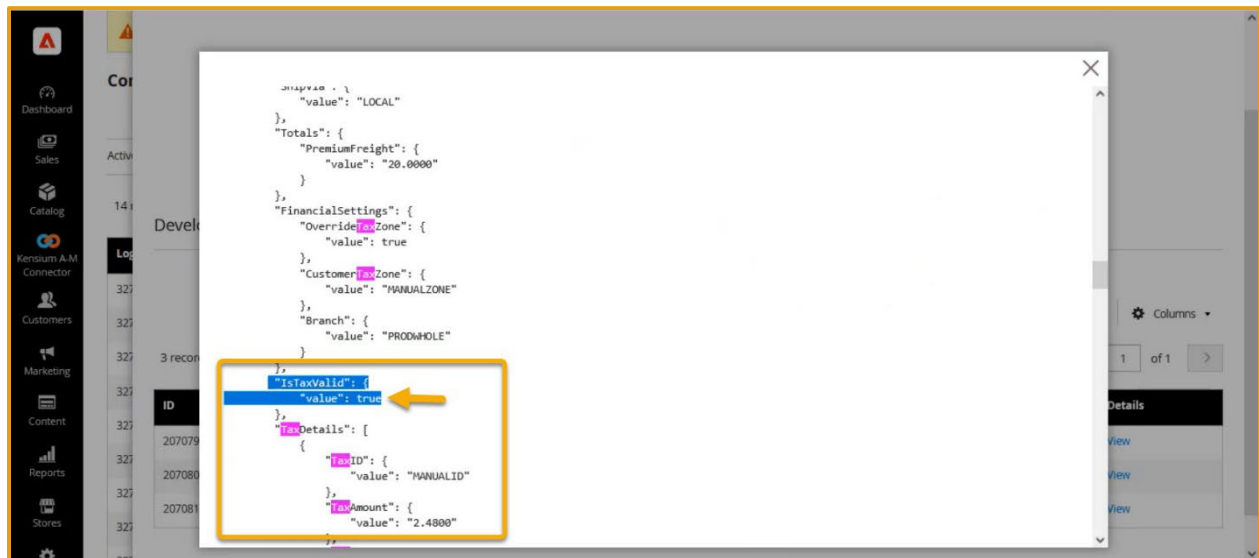 Dashboard
Sales
Catalog
Kensium A-M
Connector
Customers
Marketing
Content
Reports
Stores
Activ
Develo
3 recor
ID
207079
207080
207081
"value": "LOCAL"
},
"Totals": {
"PremiumFreight": {
"value": "20.0000"
}
},
"FinancialSettings": {
"OverrideTaxZone": {
"value": true
},
"CustomerTaxZone": {
"value": "MANUALZONE"
},
"Branch": {
"value": "PRODWHOLE"
}
},
"IsTaxValid": {
"value": true
},
"TaxDetails": [
{
"TaxID": {
"value": "MANUALID"
},
"TaxAmount": {
"value": "2.4800"
},
Columns
1 of 1
Details
View
View
View